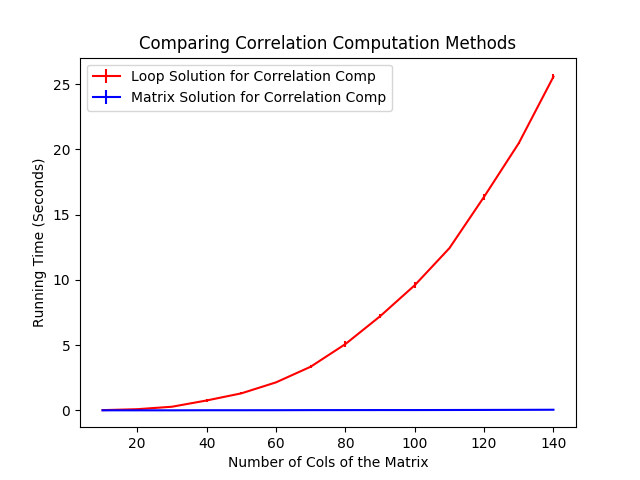 Comparing Correlation Computation Methods
Loop Solution for Correlation Comp
Matrix Solution for Correlation Comp
Running Time (Seconds)
25
20
15
10
5
0
20 40 60 80 100 120 140
Number of Cols of the Matrix